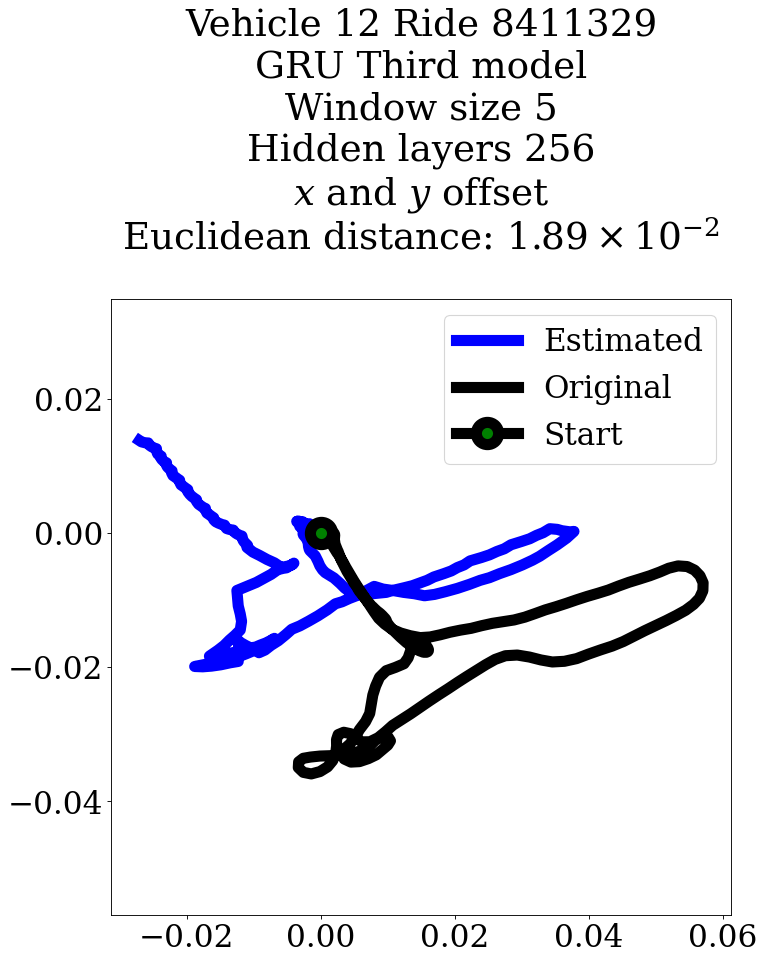 Vehicle 12 Ride 8411329
GRU Third model
Window size 5
Hidden layers 256
x and y offset
Euclidean distance: 1.89 × 10⁻²
Estimated
Original
Start
0.02
0.00
−0.02
−0.04
−0.02 0.00 0.02 0.04 0.06